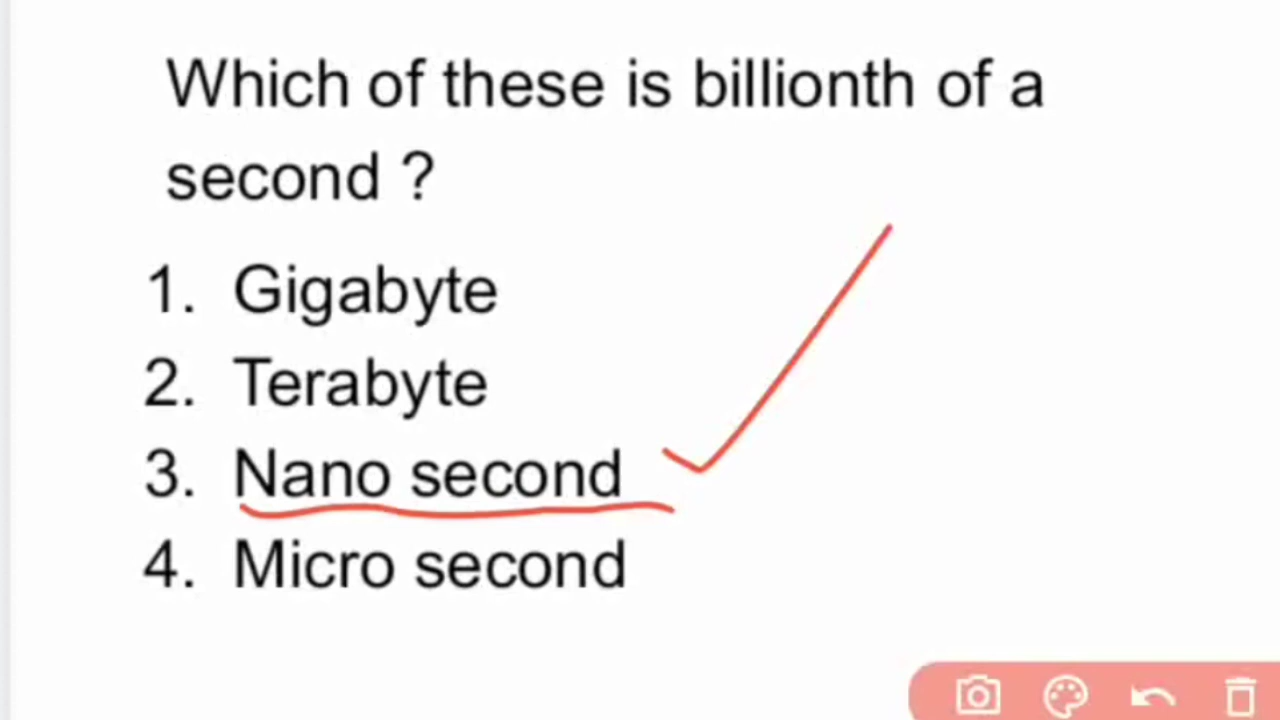 Which of these is billionth of a
second ?
1. Gigabyte
2. Terabyte
3. Nano second
4. Micro second